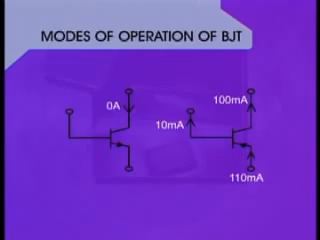 MODES OF OPERATION OF BJT
0A
100mA
10mA
110mA